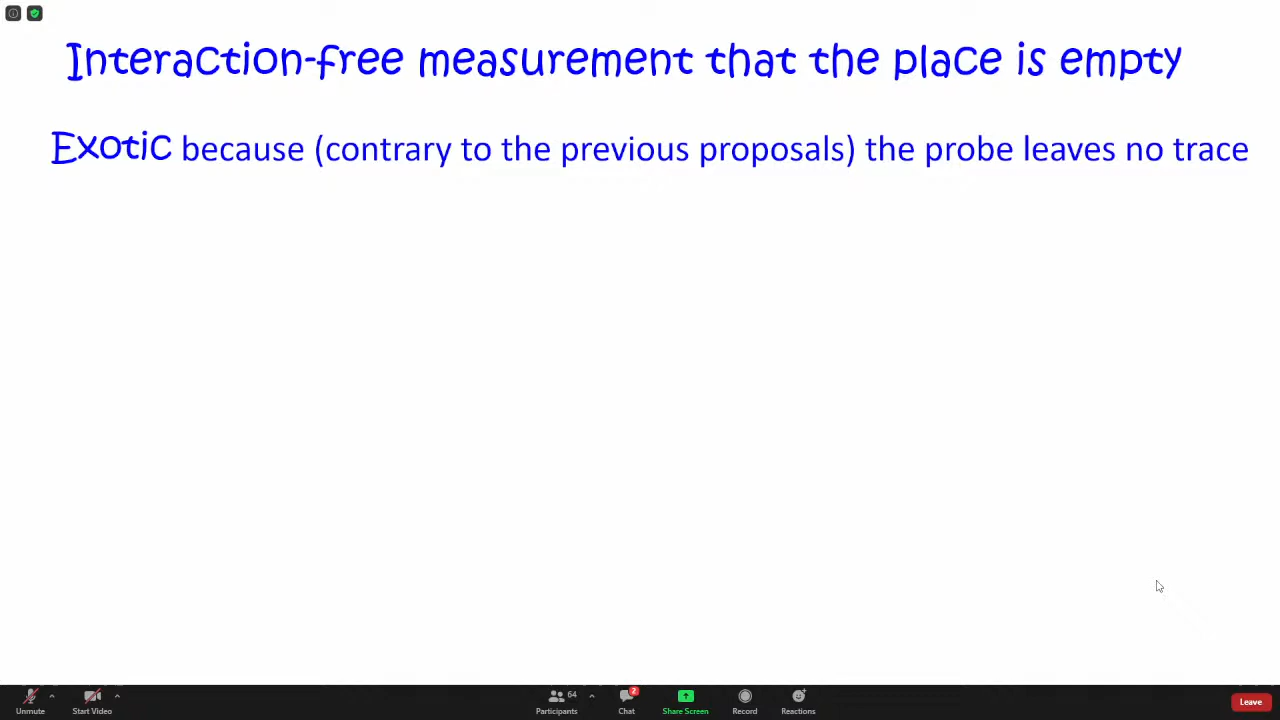 Interaction-free measurement that the place is empty
Exotic because (contrary to the previous proposals) the probe leaves no trace
Unmute
Start Video
64
Participants
2
Chat
Share Screen
Record
Reactions
Leave